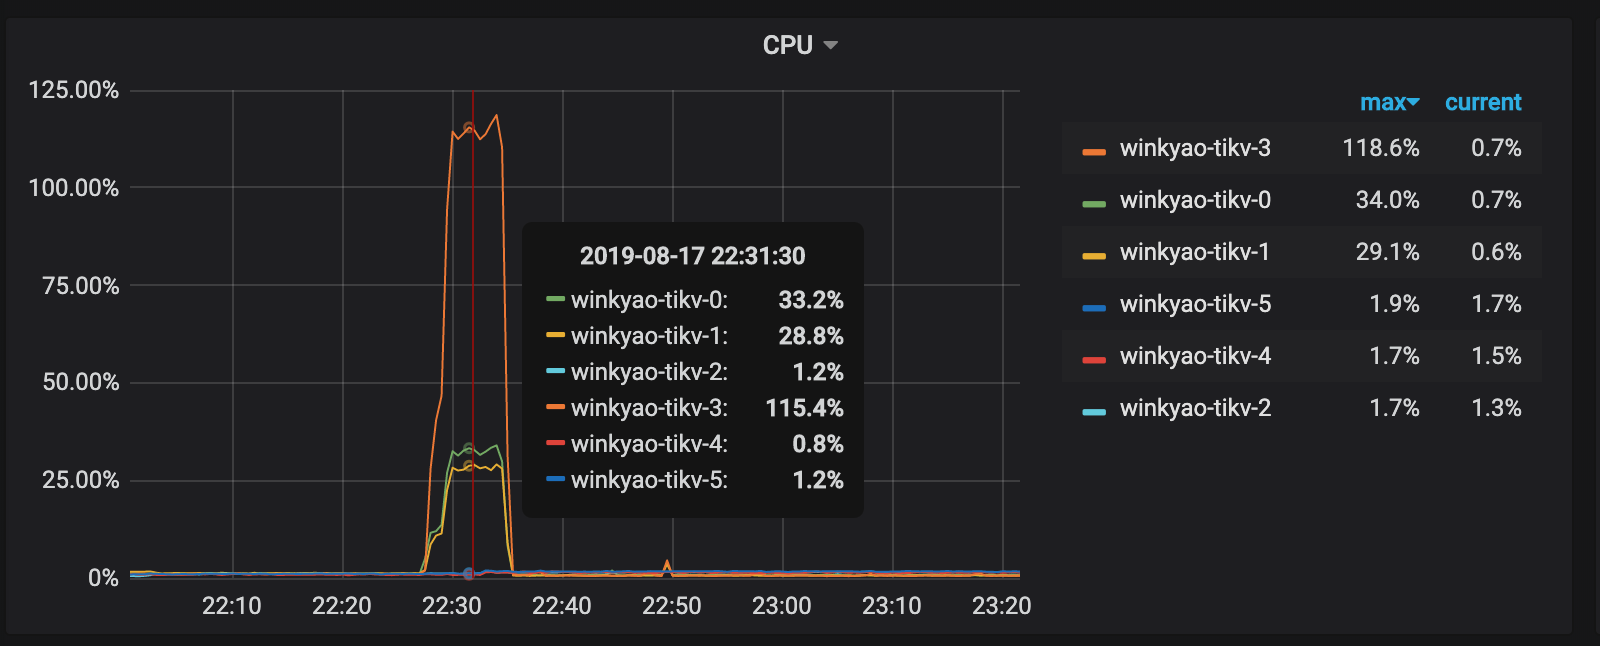 CPU
125.00%
100.00%
75.00%
50.00%
25.00%
0%
22:10 22:20 22:30 22:40 22:50 23:00 23:10 23:20
2019-08-17 22:31:30
winkyao-tikv-0: 33.2%
winkyao-tikv-1: 28.8%
winkyao-tikv-2: 1.2%
winkyao-tikv-3: 115.4%
winkyao-tikv-4: 0.8%
winkyao-tikv-5: 1.2%
max current
winkyao-tikv-3 118.6% 0.7%
winkyao-tikv-0 34.0% 0.7%
winkyao-tikv-1 29.1% 0.6%
winkyao-tikv-5 1.9% 1.7%
winkyao-tikv-4 1.7% 1.5%
winkyao-tikv-2 1.7% 1.3%